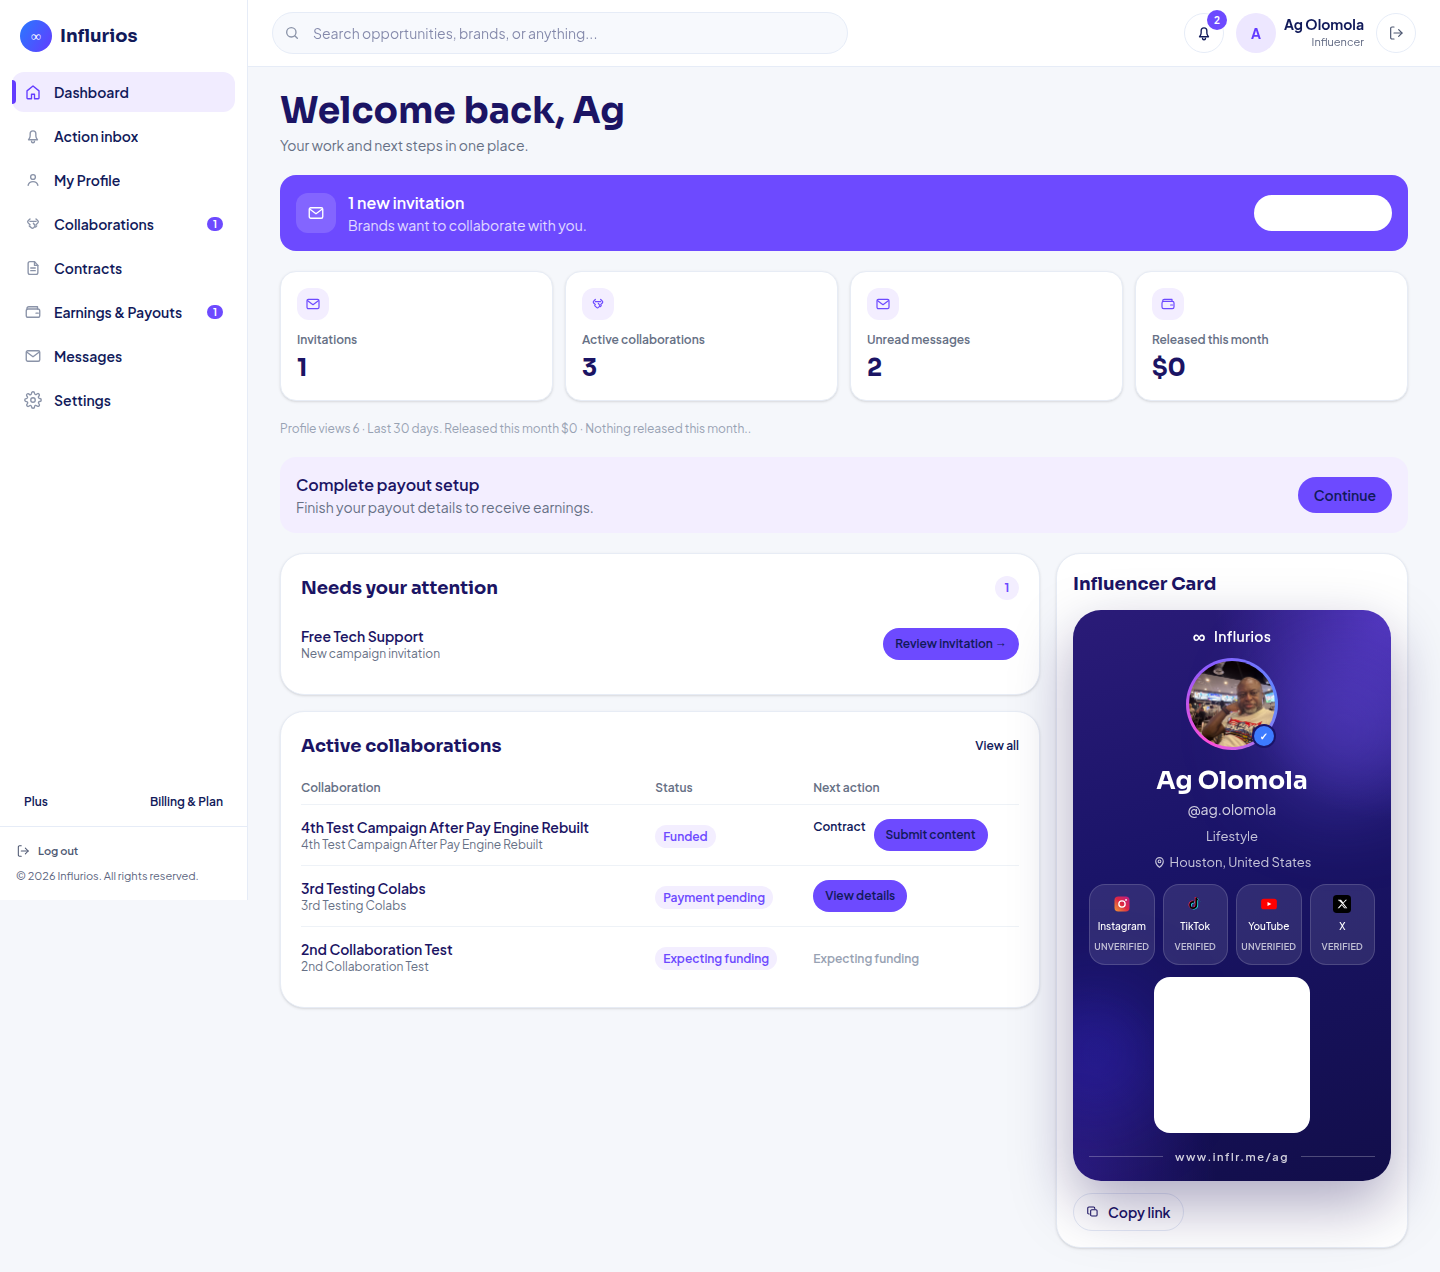 ∞ Influrios
Search opportunities, brands, or anything...
2
A
Ag Olomola
Influencer
Dashboard
Action inbox
My Profile
Collaborations 1
Contracts
Earnings & Payouts 1
Messages
Settings
Plus Billing & Plan
Log out
© 2026 Influrios. All rights reserved.
Welcome back, Ag
Your work and next steps in one place.
1 new invitation
Brands want to collaborate with you.
Invitations
1
Active collaborations
3
Unread messages
2
Released this month
$0
Profile views 6 · Last 30 days. Released this month $0 · Nothing released this month..
Complete payout setup
Finish your payout details to receive earnings.
Continue
Needs your attention 1
Free Tech Support
New campaign invitation
Review invitation →
Active collaborations View all
Collaboration Status Next action
4th Test Campaign After Pay Engine Rebuilt
4th Test Campaign After Pay Engine Rebuilt
Funded
Contract Submit content
3rd Testing Colabs
3rd Testing Colabs
Payment pending
View details
2nd Collaboration Test
2nd Collaboration Test
Expecting funding
Expecting funding
Influencer Card
∞ Influrios
✓
Ag Olomola
@ag.olomola
Lifestyle
Houston, United States
Instagram
UNVERIFIED
TikTok
VERIFIED
YouTube
UNVERIFIED
X
VERIFIED
www.inflr.me/ag
Copy link